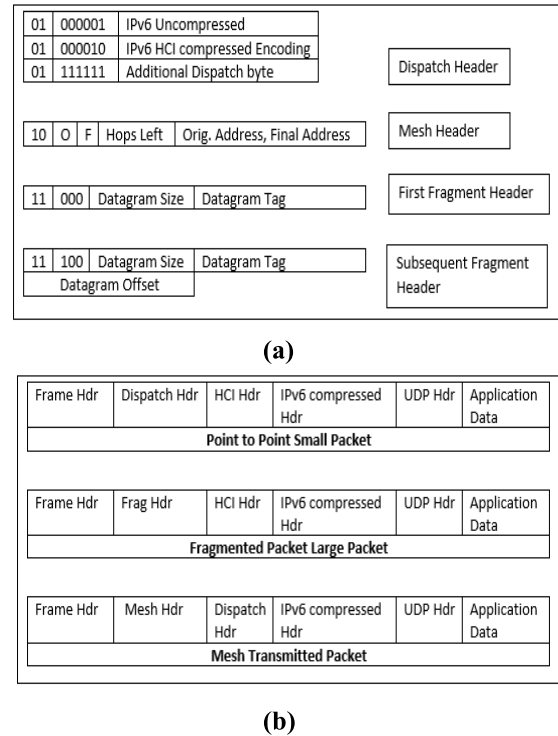 01 000001 IPv6 Uncompressed
01 000010 IPv6 HCI compressed Encoding
01 111111 Additional Dispatch byte
Dispatch Header
10 O F Hops Left Orig. Address, Final Address
Mesh Header
11 000 Datagram Size Datagram Tag
First Fragment Header
11 100 Datagram Size Datagram Tag
Datagram Offset
Subsequent Fragment
Header
(a)
Frame Hdr Dispatch Hdr HCI Hdr IPv6 compressed UDP Hdr Application
Hdr Data
Point to Point Small Packet
Frame Hdr Frag Hdr HCI Hdr IPv6 compressed UDP Hdr Application
Hdr Data
Fragmented Packet Large Packet
Frame Hdr Mesh Hdr Dispatch IPv6 compressed UDP Hdr Application
Hdr Hdr Data
Mesh Transmitted Packet
(b)